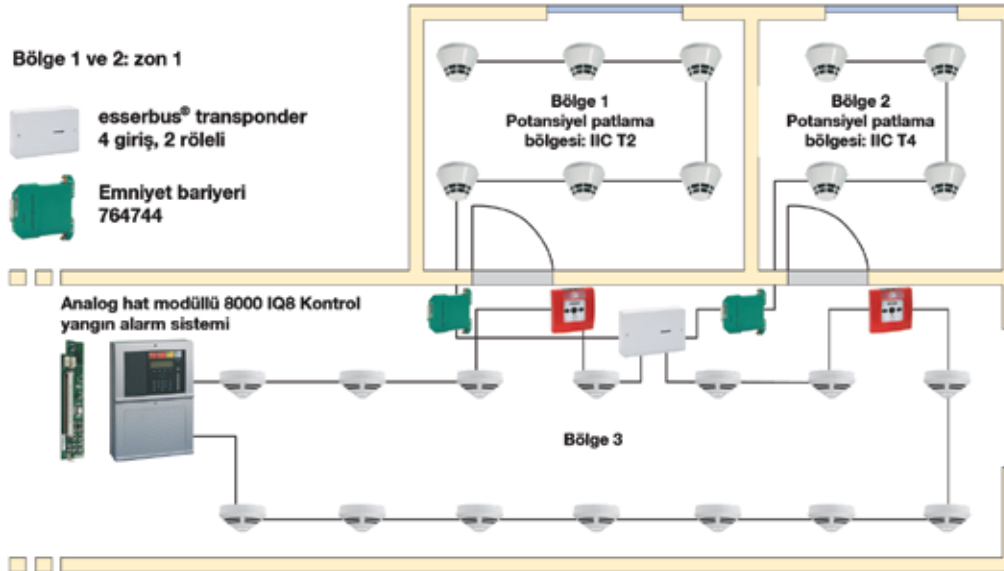 Bölge 1 ve 2: zon 1
esserbus® transponder
4 giriş, 2 röleli
Emniyet bariyeri
764744
Bölge 1
Potansiyel patlama
bölgesi: IIC T2
Bölge 2
Potansiyel patlama
bölgesi: IIC T4
Analog hat modüllü 8000 IQ8 Kontrol
yangın alarm sistemi
Bölge 3